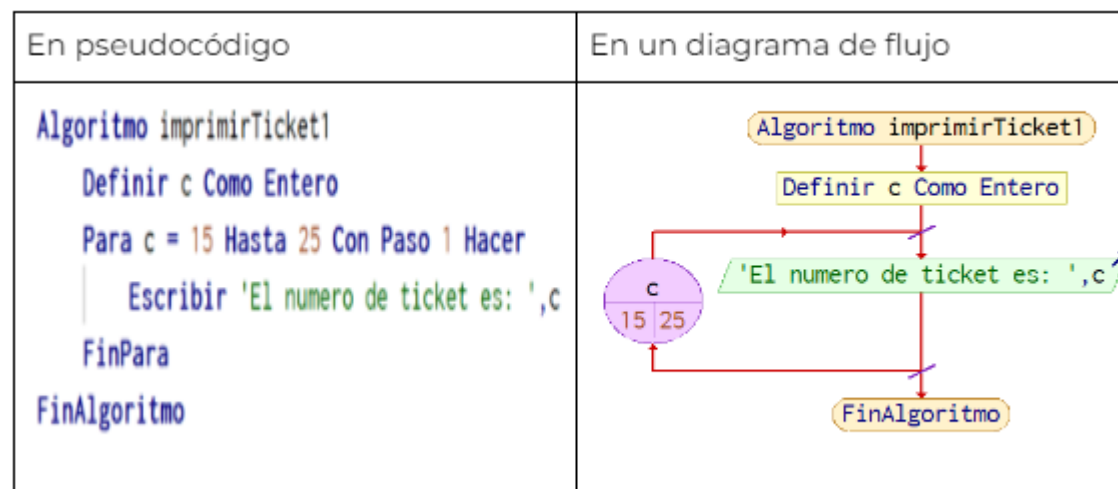 En pseudocódigo
Algoritmo imprimirTicket1
Definir c Como Entero
Para c = 15 Hasta 25 Con Paso 1 Hacer
Escribir 'El numero de ticket es: ',c
FinPara
FinAlgoritmo
En un diagrama de flujo
Algoritmo imprimirTicket1
Definir c Como Entero
'El numero de ticket es: ',c
c
15 25
FinAlgoritmo